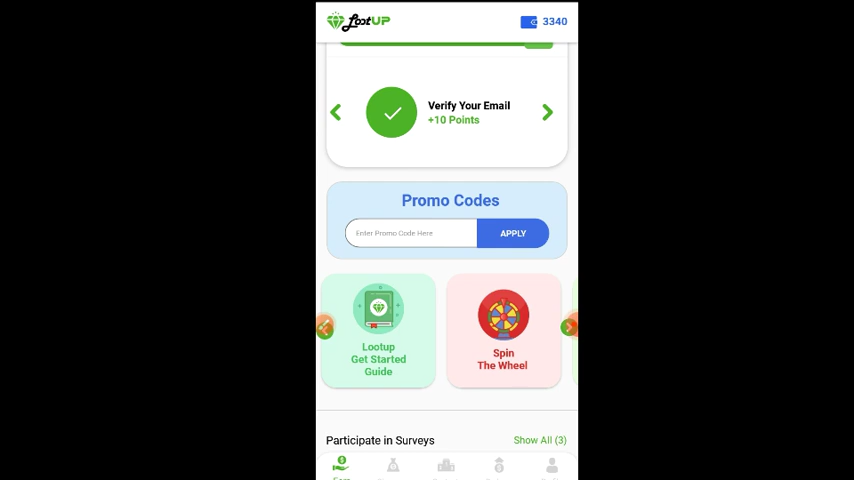 LootUP
3340
Verify Your Email
+10 Points
Promo Codes
Enter Promo Code Here
APPLY
Lootup
Get Started
Guide
Spin
The Wheel
Participate in Surveys
Show All (3)